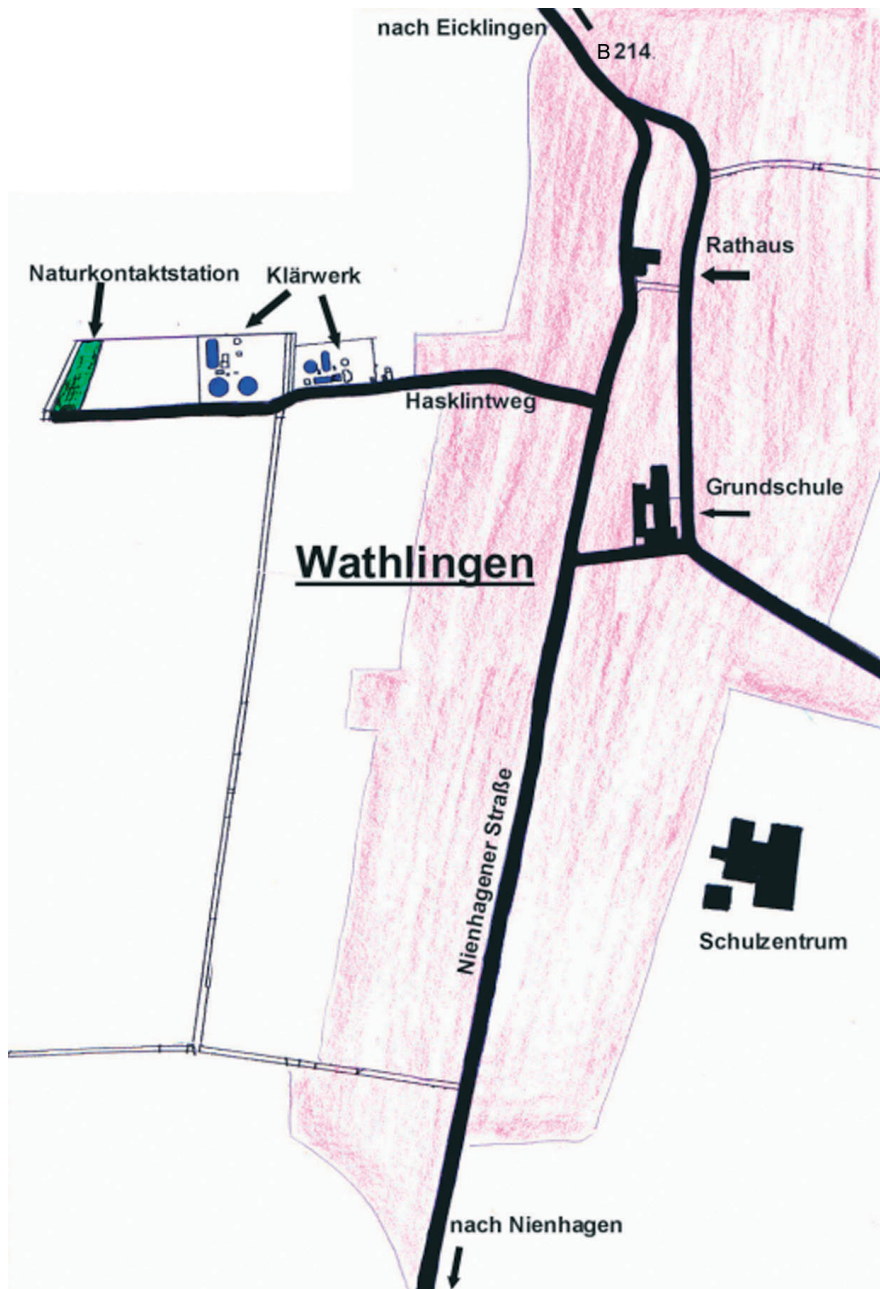 nach Eicklingen
B 214
Rathaus
Naturkontaktstation
Klärwerk
Hasklintweg
Grundschule
Wathlingen
Nienhagener Straße
Schulzentrum
nach Nienhagen